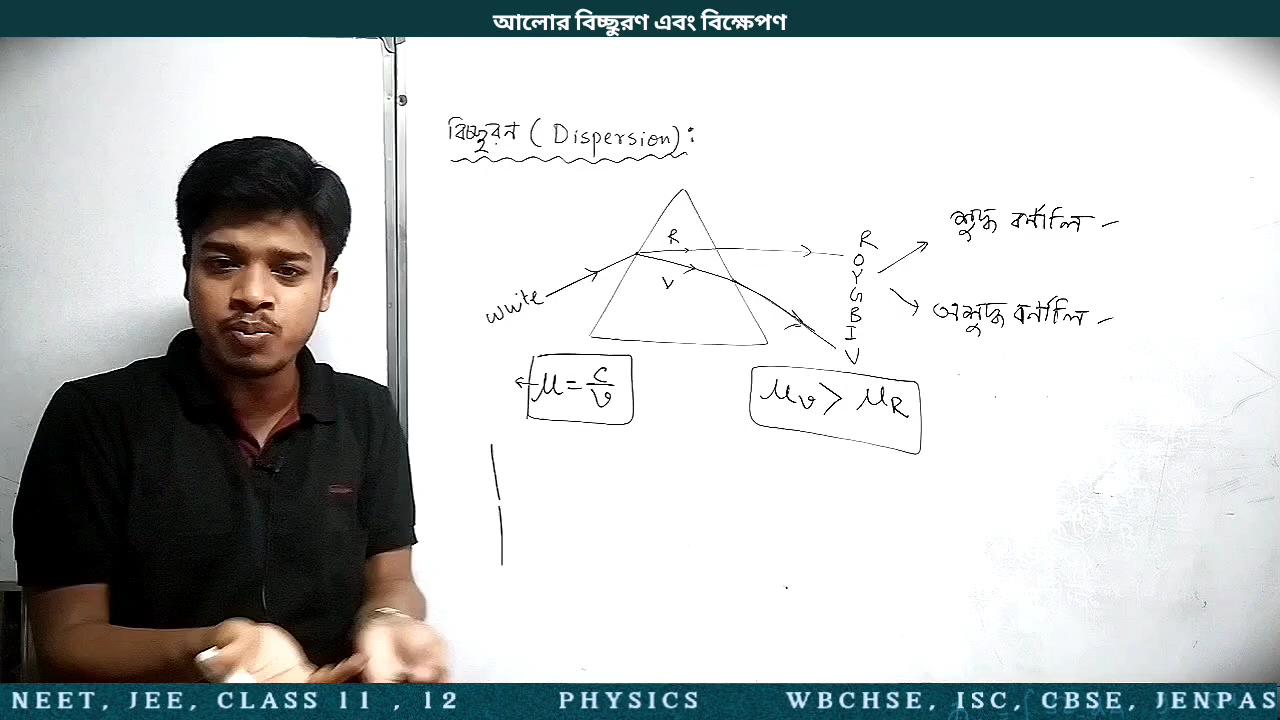 আলোর বিচ্ছুরণ এবং বিক্ষেপণ
বিচ্ছুরন ( Dispersion) :
R
V
White
R
O
Y
G
B
I
V
শুদ্ধ বর্নালি -
অশুদ্ধ বর্নালি -
μ = c/v
μv > μR
NEET, JEE, CLASS 11 , 12 PHYSICS WBCHSE, ISC, CBSE, JENPAS